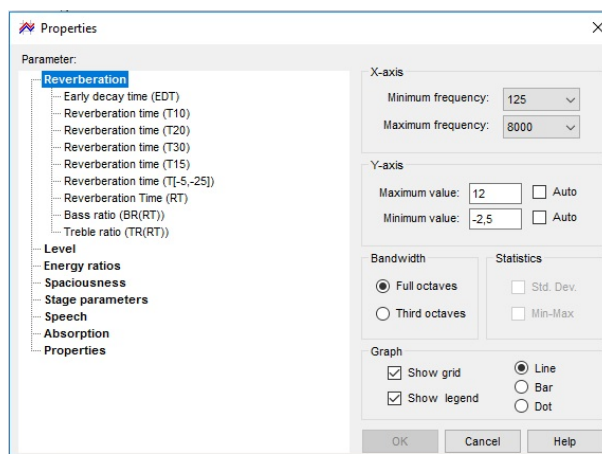 Properties
Parameter:
Reverberation
Early decay time (EDT)
Reverberation time (T10)
Reverberation time (T20)
Reverberation time (T30)
Reverberation time (T15)
Reverberation time (T[-5,-25])
Reverberation Time (RT)
Bass ratio (BR(RT))
Treble ratio (TR(RT))
Level
Energy ratios
Spaciousness
Stage parameters
Speech
Absorption
Properties
X-axis
Minimum frequency: 125
Maximum frequency: 8000
Y-axis
Maximum value: 12 Auto
Minimum value: -2,5 Auto
Bandwidth
Full octaves
Third octaves
Statistics
Std. Dev.
Min-Max
Graph
Show grid
Show legend
Line
Bar
Dot
OK Cancel Help